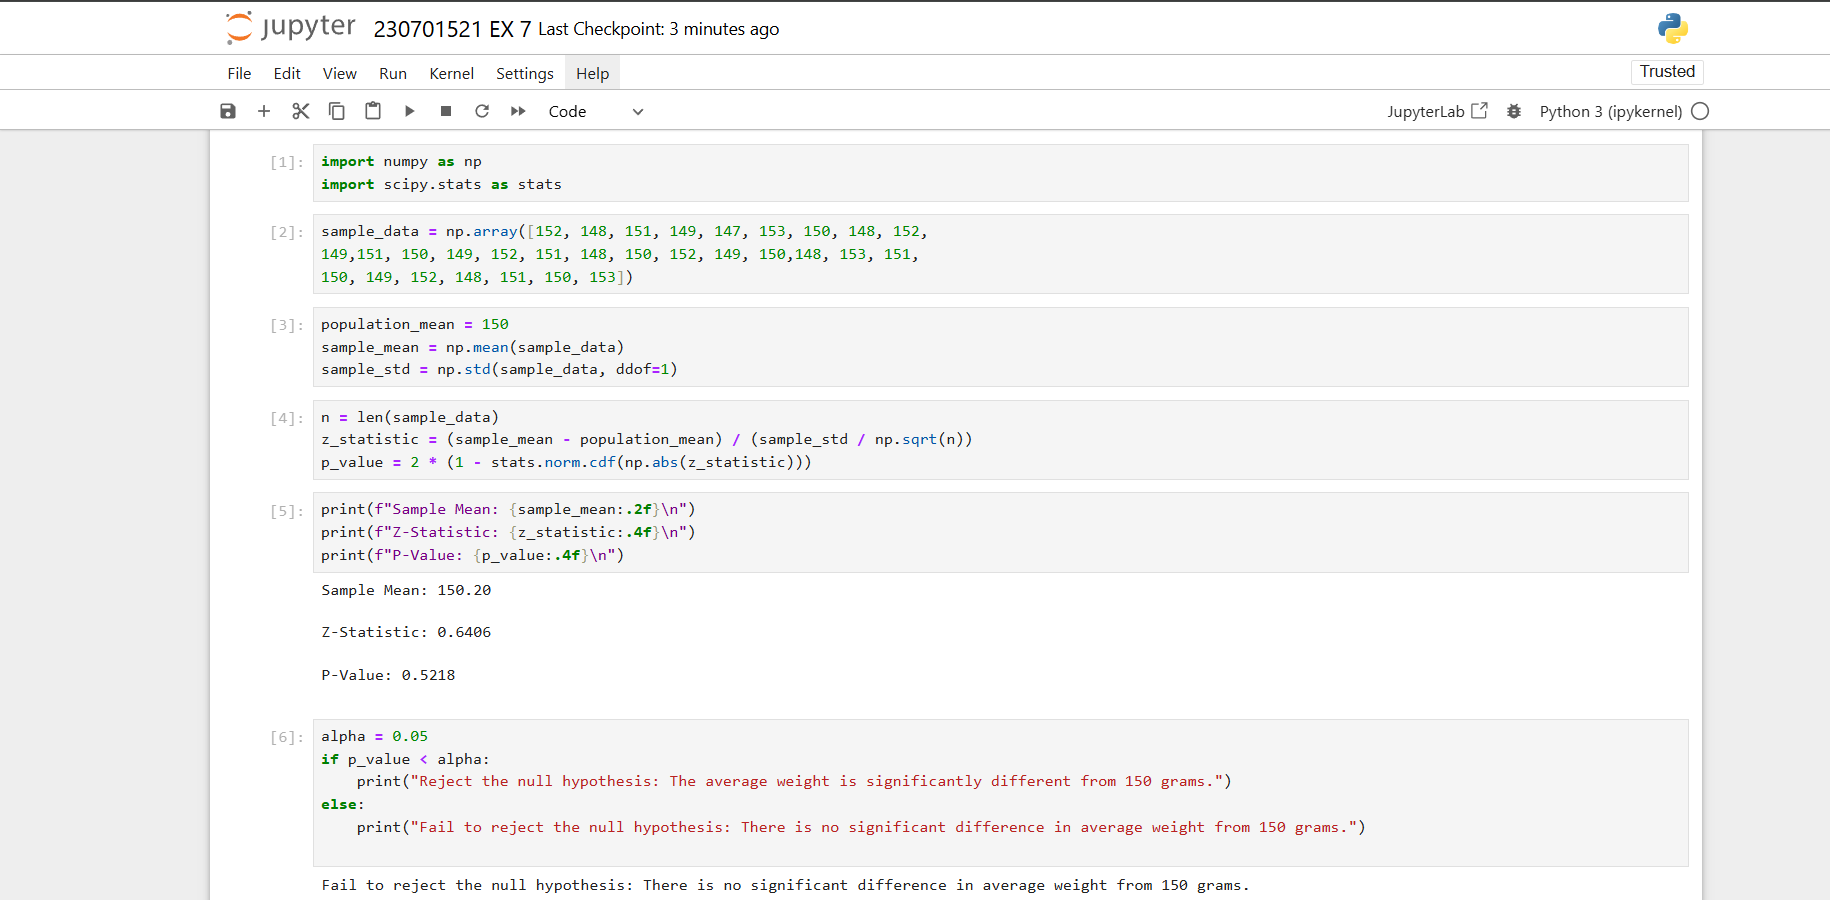 jupyter 230701521 EX 7 Last Checkpoint: 3 minutes ago
File Edit View Run Kernel Settings Help
Trusted
Code
JupyterLab Python 3 (ipykernel)
[1]: import numpy as np
import scipy.stats as stats
[2]: sample_data = np.array([152, 148, 151, 149, 147, 153, 150, 148, 152,
149,151, 150, 149, 152, 151, 148, 150, 152, 149, 150,148, 153, 151,
150, 149, 152, 148, 151, 150, 153])
[3]: population_mean = 150
sample_mean = np.mean(sample_data)
sample_std = np.std(sample_data, ddof=1)
[4]: n = len(sample_data)
z_statistic = (sample_mean - population_mean) / (sample_std / np.sqrt(n))
p_value = 2 * (1 - stats.norm.cdf(np.abs(z_statistic)))
[5]: print(f"Sample Mean: {sample_mean:.2f}\n")
print(f"Z-Statistic: {z_statistic:.4f}\n")
print(f"P-Value: {p_value:.4f}\n")
Sample Mean: 150.20
Z-Statistic: 0.6406
P-Value: 0.5218
[6]: alpha = 0.05
if p_value < alpha:
    print("Reject the null hypothesis: The average weight is significantly different from 150 grams.")
else:
    print("Fail to reject the null hypothesis: There is no significant difference in average weight from 150 grams.")
Fail to reject the null hypothesis: There is no significant difference in average weight from 150 grams.